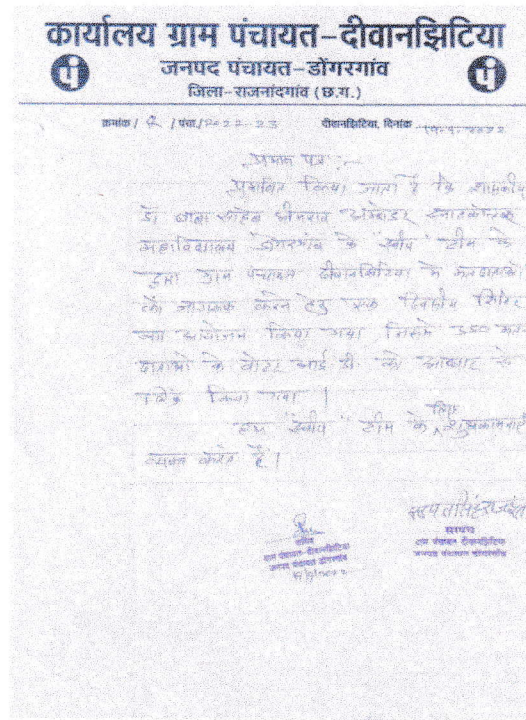 कार्यालय ग्राम पंचायत-दीवानझिटिया
जनपद पंचायत-डोंगरगांव
जिला-राजनांदगांव (छ.ग.)
क्रमांक/ Q /पंचा./2022-23 दीवानझिटिया, दिनांक
प्रमाण पत्र :—
प्रमाणित किया जाता है कि शासकीय
डॉ बाबा साहेब भीमराव अम्बेडकर स्नातकोत्तर
महाविद्यालय डोंगरगांव के "स्वीप" टीम के
द्वारा ग्राम पंचायत दीवानझिटिया के मतदाताओं
को जागरूक करने हेतु एक दिवसीय शिविर
का आयोजन किया गया जिसमें 350 मत-
दाताओं के वोटर आई डी को आधार से
लिंक किया गया |
हम "स्वीप" टीम के लिए शुभकामनाएँ
व्यक्त करते हैं |
सचिव
ग्राम पंचायत-दीवानझिटिया
जनपद पंचायत डोंगरगांव
सरपंच
ग्राम पंचायत दीवानझिटिया
जनपद पंचायत डोंगरगांव